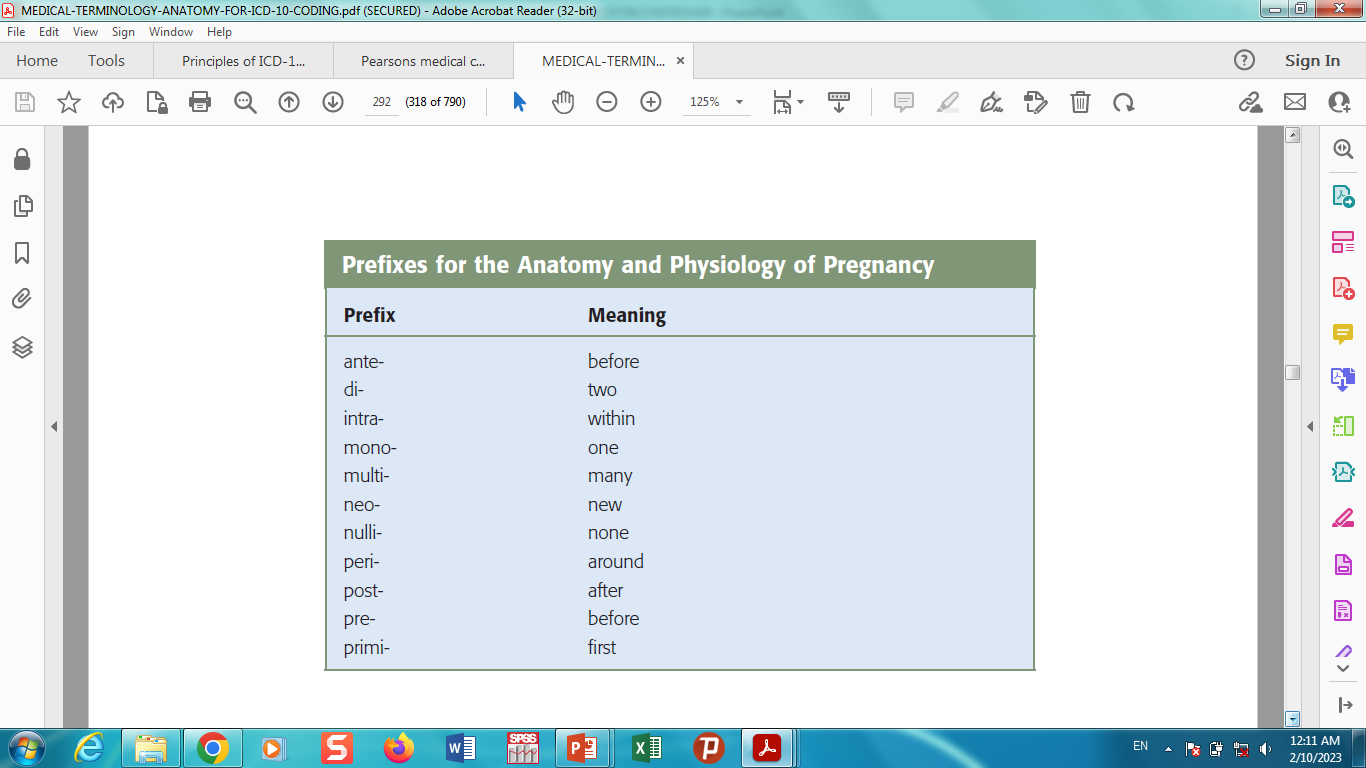 MEDICAL-TERMINOLOGY-ANATOMY-FOR-ICD-10-CODING.pdf (SECURED) - Adobe Acrobat Reader (32-bit)
File Edit View Sign Window Help
Home Tools Principles of ICD-1... Pearsons medical c... MEDICAL-TERMIN... × Sign In
292 (318 of 790) 125%
Prefixes for the Anatomy and Physiology of Pregnancy
Prefix Meaning
ante- before
di- two
intra- within
mono- one
multi- many
neo- new
nulli- none
peri- around
post- after
pre- before
primi- first
SPSS
EN 12:11 AM
2/10/2023